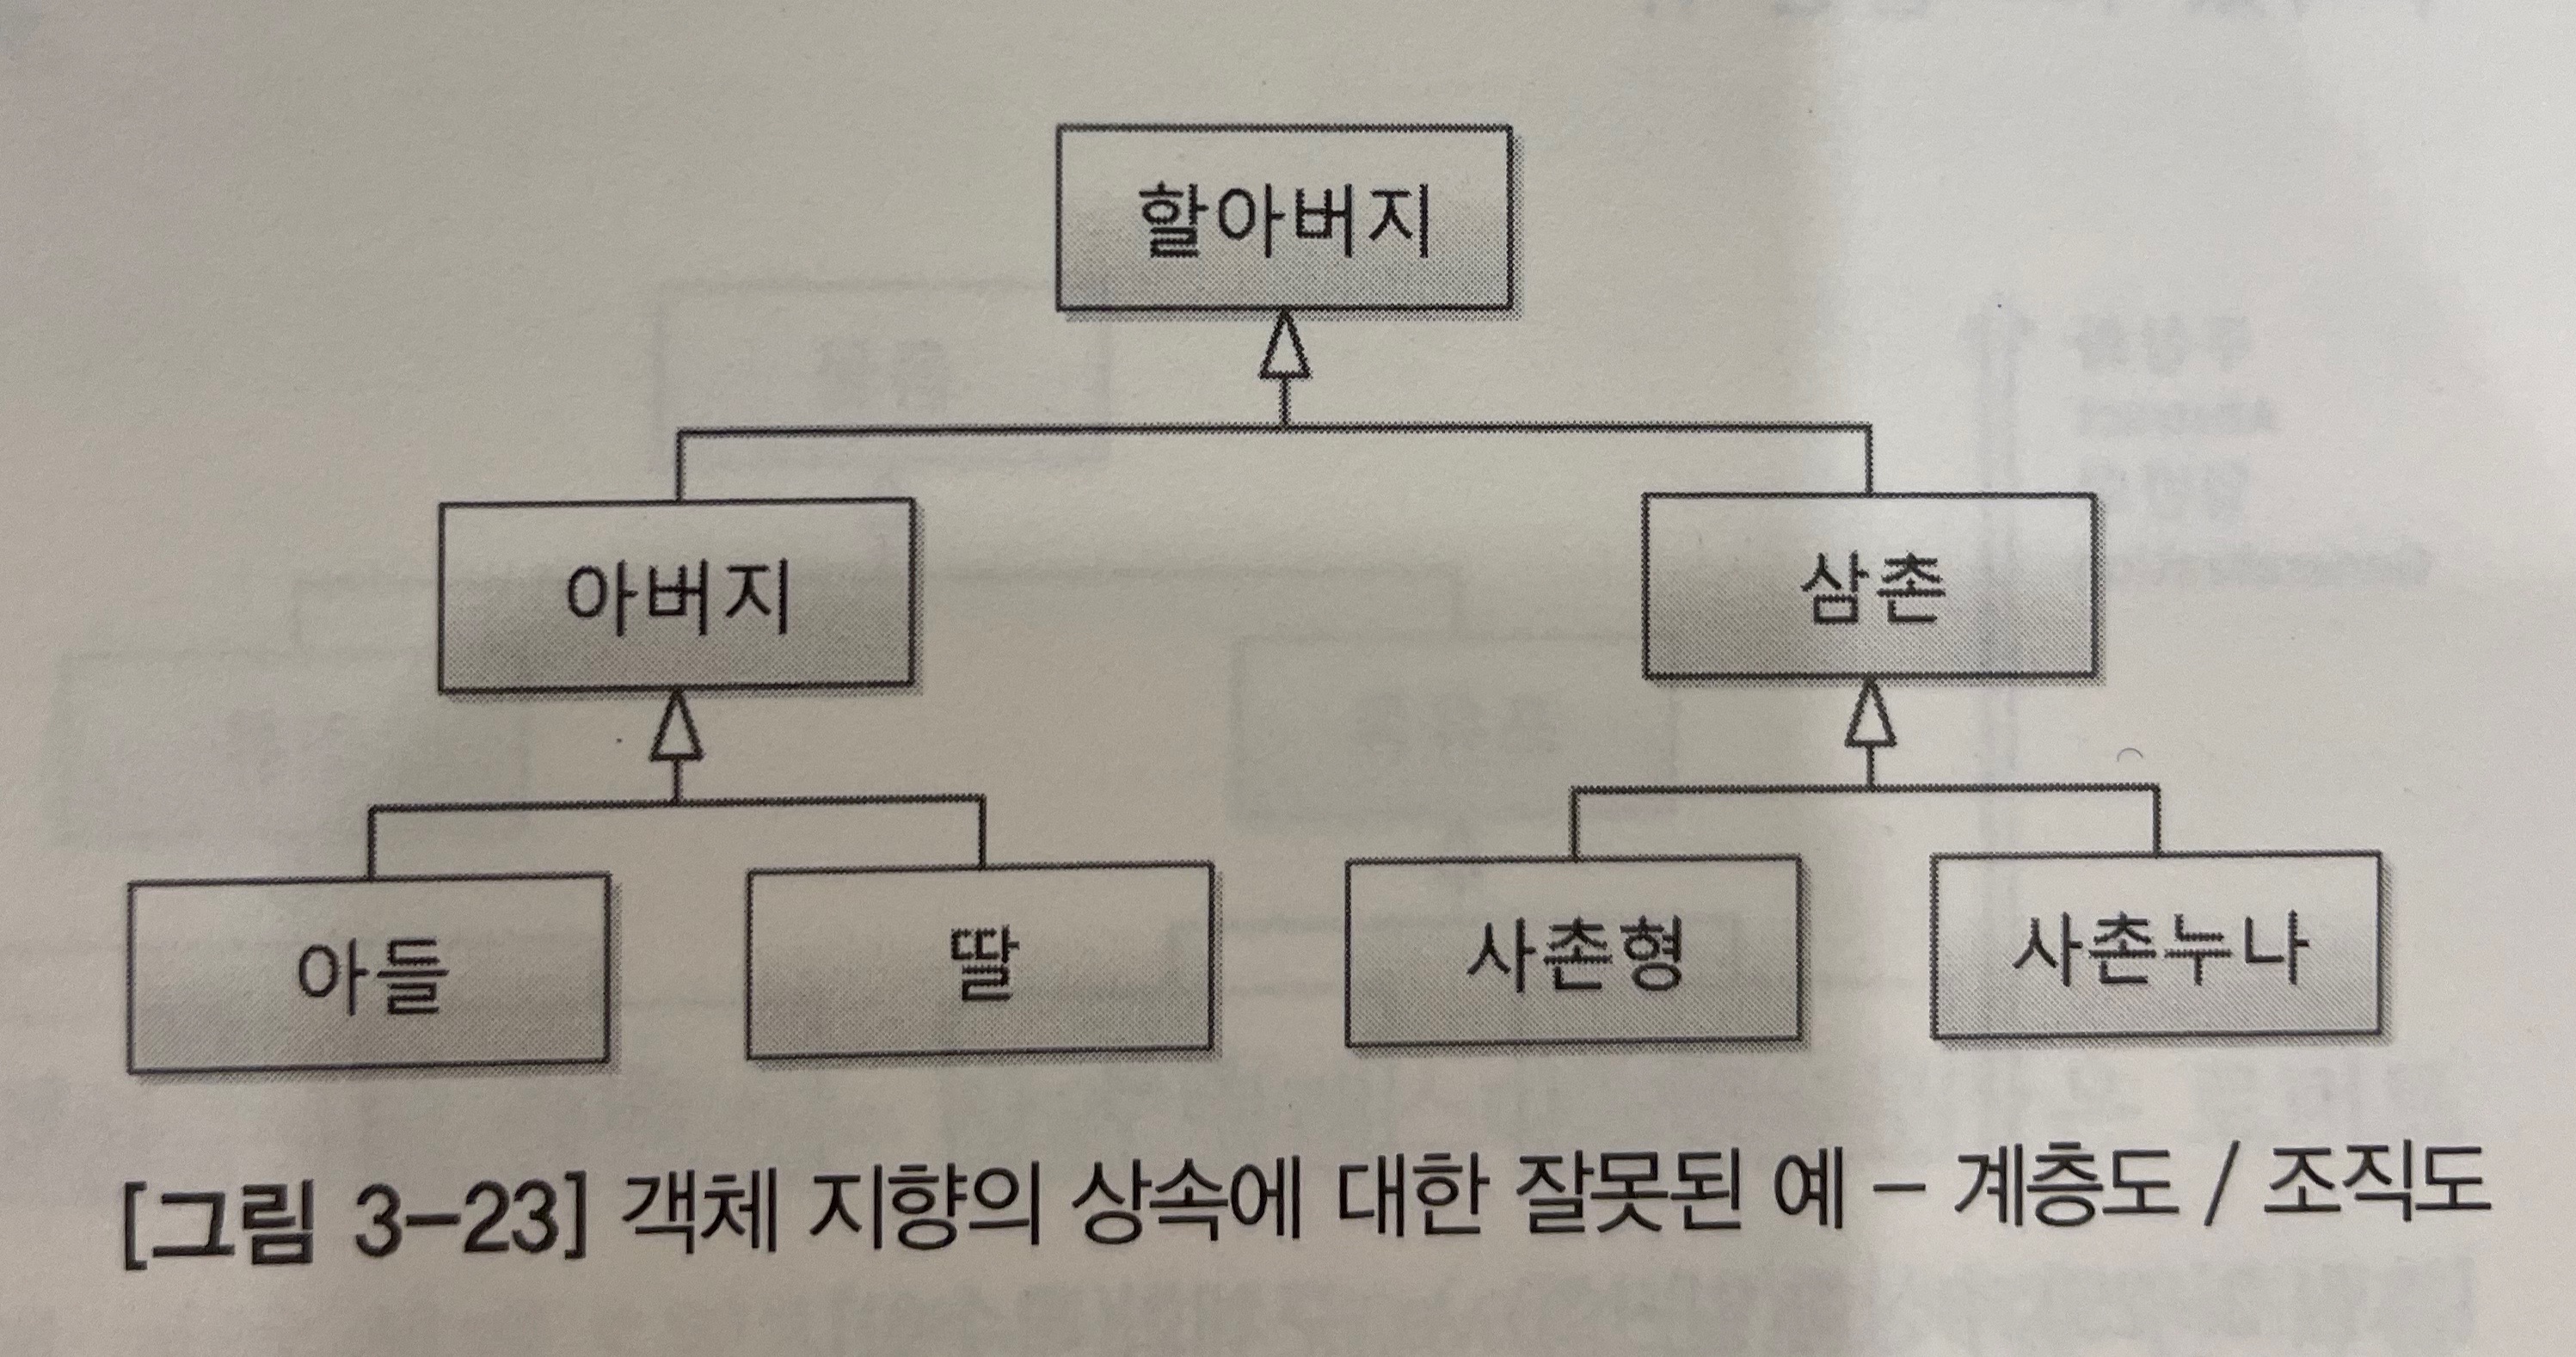 할아버지
아버지 삼촌
아들 딸 사촌형 사촌누나
[그림 3-23] 객체 지향의 상속에 대한 잘못된 예 - 계층도 / 조직도